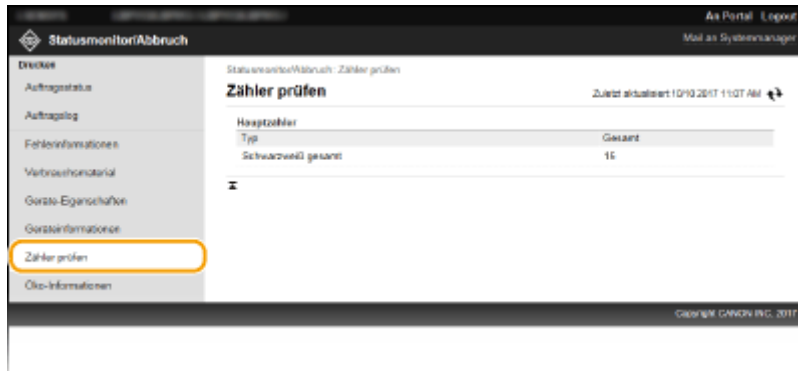 An Portal Logout
Statusmonitor/Abbruch
Mail an Systemmanager
Drucken
Auftragsstatus
Auftragslog
Fehlerinformationen
Verbrauchsmaterial
Geräte-Eigenschaften
Geräteinformationen
Zähler prüfen
Öko-Informationen
Statusmonitor/Abbruch: Zähler prüfen
Zähler prüfen
Zuletzt aktualisiert:10/10 2017 11:07 AM
Hauptzähler
Typ Gesamt
Schwarzweiß gesamt 15
Copyright CANON INC. 2017